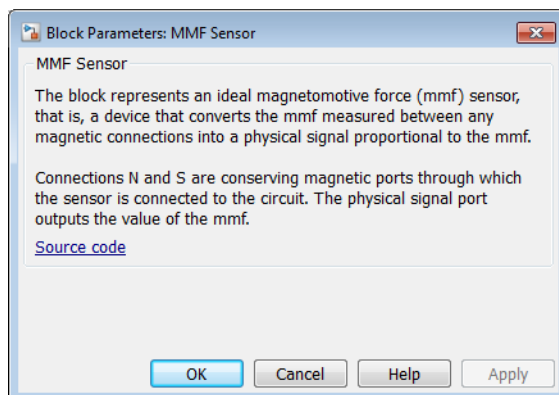 Block Parameters: MMF Sensor
MMF Sensor
The block represents an ideal magnetomotive force (mmf) sensor,
that is, a device that converts the mmf measured between any
magnetic connections into a physical signal proportional to the mmf.
Connections N and S are conserving magnetic ports through which
the sensor is connected to the circuit. The physical signal port
outputs the value of the mmf.
Source code
OK Cancel Help Apply